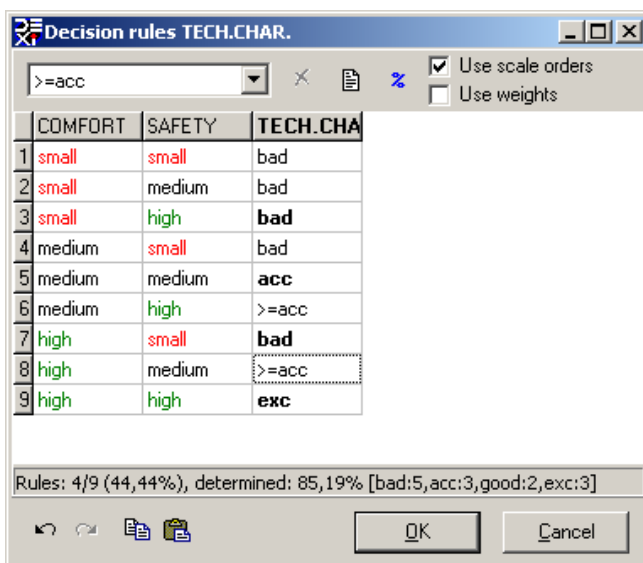 Decision rules TECH.CHAR.
>=acc
%
Use scale orders
Use weights
COMFORT SAFETY TECH.CHA
1 small small bad
2 small medium bad
3 small high bad
4 medium small bad
5 medium medium acc
6 medium high >=acc
7 high small bad
8 high medium >=acc
9 high high exc
Rules: 4/9 (44,44%), determined: 85,19% [bad:5,acc:3,good:2,exc:3]
OK Cancel